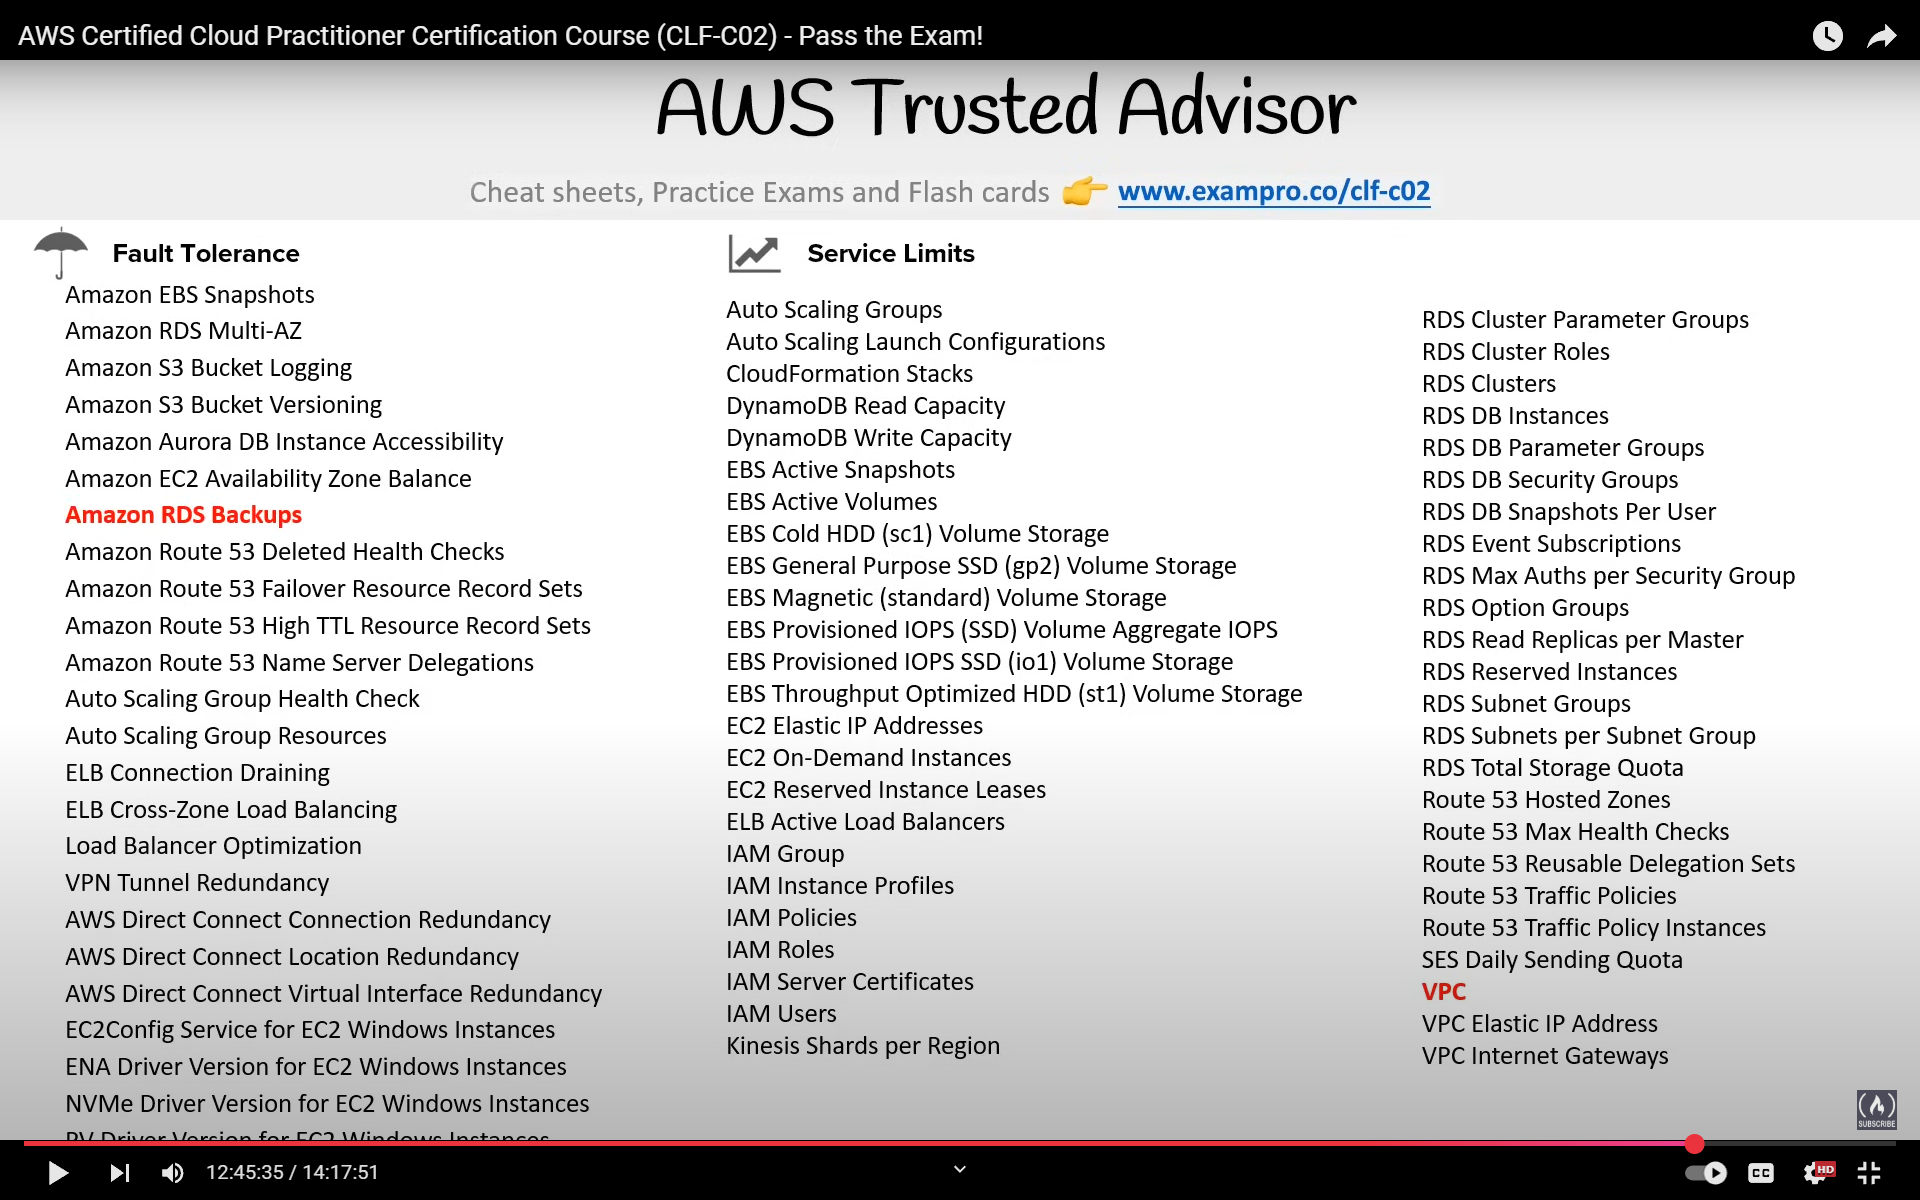 AWS Certified Cloud Practitioner Certification Course (CLF-C02) - Pass the Exam!
AWS Trusted Advisor
Cheat sheets, Practice Exams and Flash cards 👉 www.exampro.co/clf-c02
Fault Tolerance
Amazon EBS Snapshots
Amazon RDS Multi-AZ
Amazon S3 Bucket Logging
Amazon S3 Bucket Versioning
Amazon Aurora DB Instance Accessibility
Amazon EC2 Availability Zone Balance
Amazon RDS Backups
Amazon Route 53 Deleted Health Checks
Amazon Route 53 Failover Resource Record Sets
Amazon Route 53 High TTL Resource Record Sets
Amazon Route 53 Name Server Delegations
Auto Scaling Group Health Check
Auto Scaling Group Resources
ELB Connection Draining
ELB Cross-Zone Load Balancing
Load Balancer Optimization
VPN Tunnel Redundancy
AWS Direct Connect Connection Redundancy
AWS Direct Connect Location Redundancy
AWS Direct Connect Virtual Interface Redundancy
EC2Config Service for EC2 Windows Instances
ENA Driver Version for EC2 Windows Instances
NVMe Driver Version for EC2 Windows Instances
PV Driver Version for EC2 Windows Instances
Service Limits
Auto Scaling Groups
Auto Scaling Launch Configurations
CloudFormation Stacks
DynamoDB Read Capacity
DynamoDB Write Capacity
EBS Active Snapshots
EBS Active Volumes
EBS Cold HDD (sc1) Volume Storage
EBS General Purpose SSD (gp2) Volume Storage
EBS Magnetic (standard) Volume Storage
EBS Provisioned IOPS (SSD) Volume Aggregate IOPS
EBS Provisioned IOPS SSD (io1) Volume Storage
EBS Throughput Optimized HDD (st1) Volume Storage
EC2 Elastic IP Addresses
EC2 On-Demand Instances
EC2 Reserved Instance Leases
ELB Active Load Balancers
IAM Group
IAM Instance Profiles
IAM Policies
IAM Roles
IAM Server Certificates
IAM Users
Kinesis Shards per Region
RDS Cluster Parameter Groups
RDS Cluster Roles
RDS Clusters
RDS DB Instances
RDS DB Parameter Groups
RDS DB Security Groups
RDS DB Snapshots Per User
RDS Event Subscriptions
RDS Max Auths per Security Group
RDS Option Groups
RDS Read Replicas per Master
RDS Reserved Instances
RDS Subnet Groups
RDS Subnets per Subnet Group
RDS Total Storage Quota
Route 53 Hosted Zones
Route 53 Max Health Checks
Route 53 Reusable Delegation Sets
Route 53 Traffic Policies
Route 53 Traffic Policy Instances
SES Daily Sending Quota
VPC
VPC Elastic IP Address
VPC Internet Gateways
SUBSCRIBE
12:45:35 / 14:17:51
CC
HD